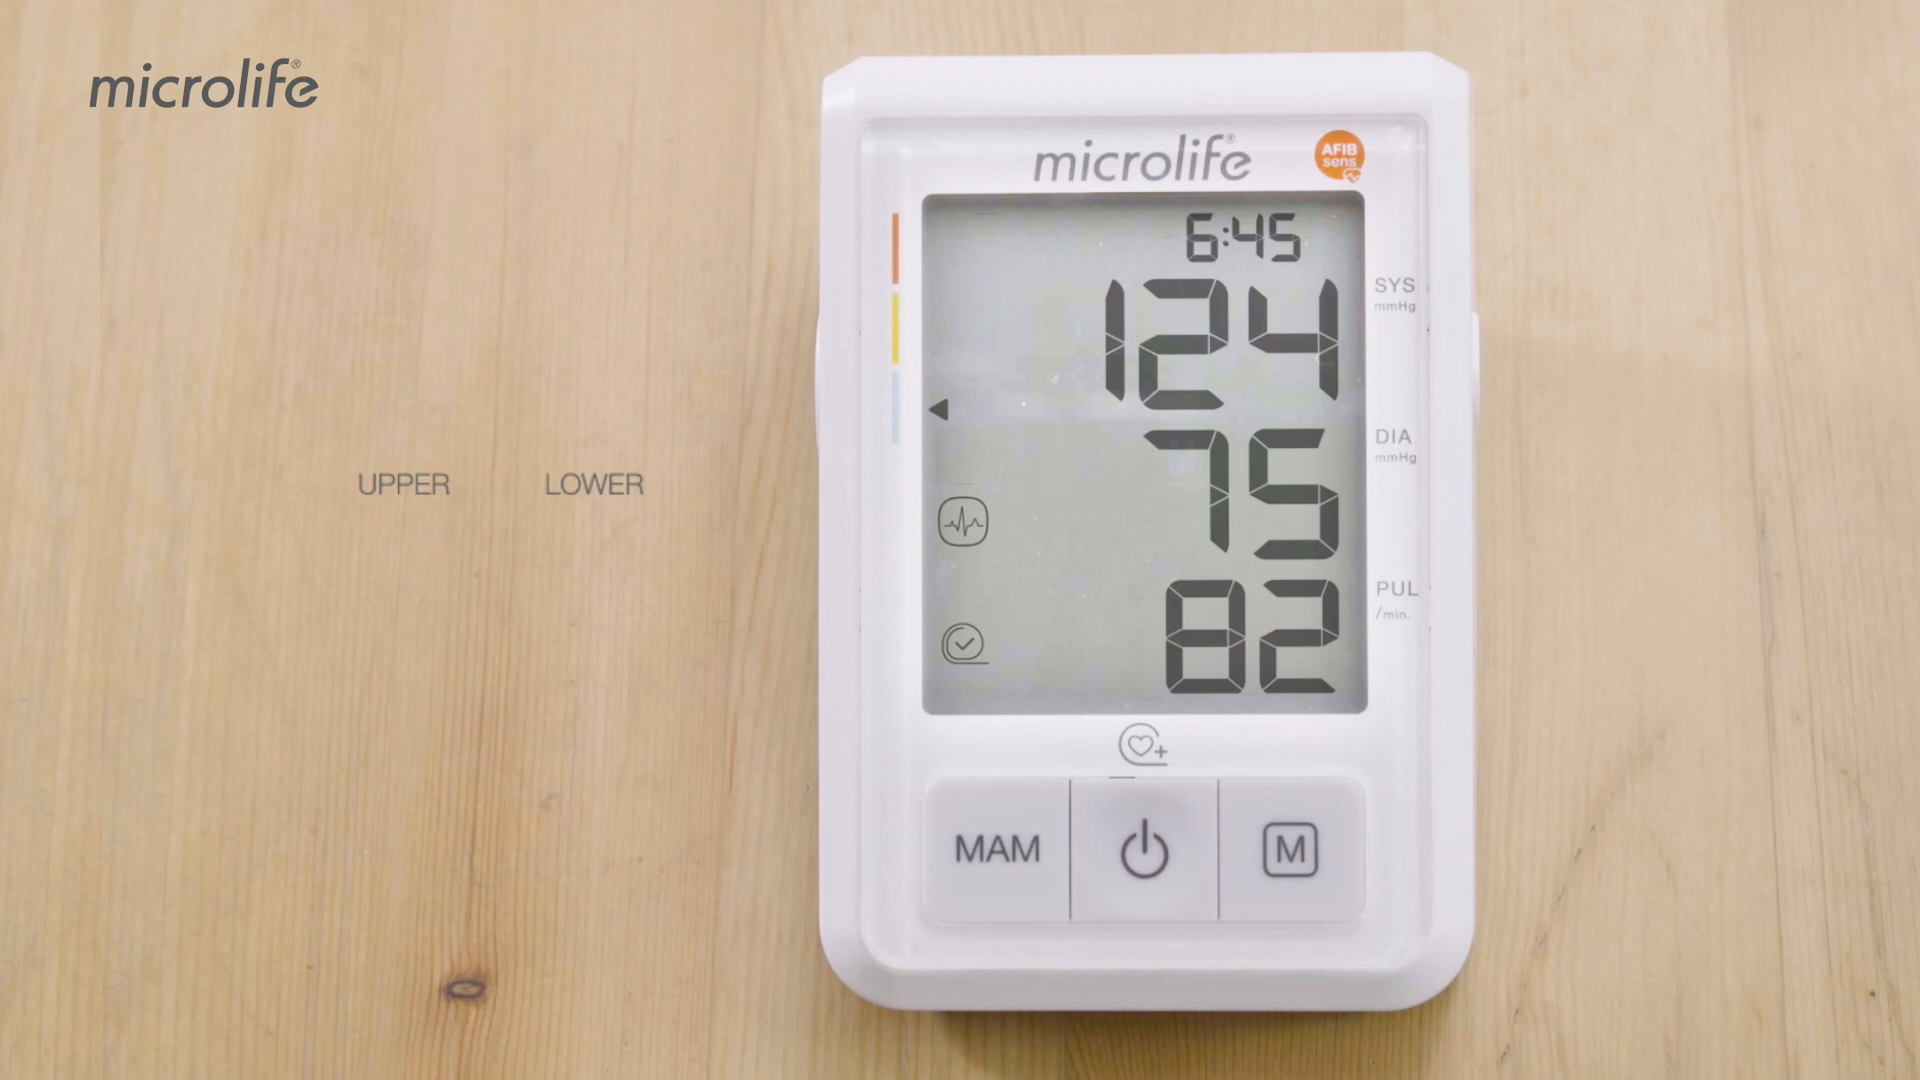 microlife®
microlife®
AFIB
sens
6:45
124
SYS
mmHg
75
DIA
mmHg
UPPER LOWER
82
PUL
/min.
MAM
M